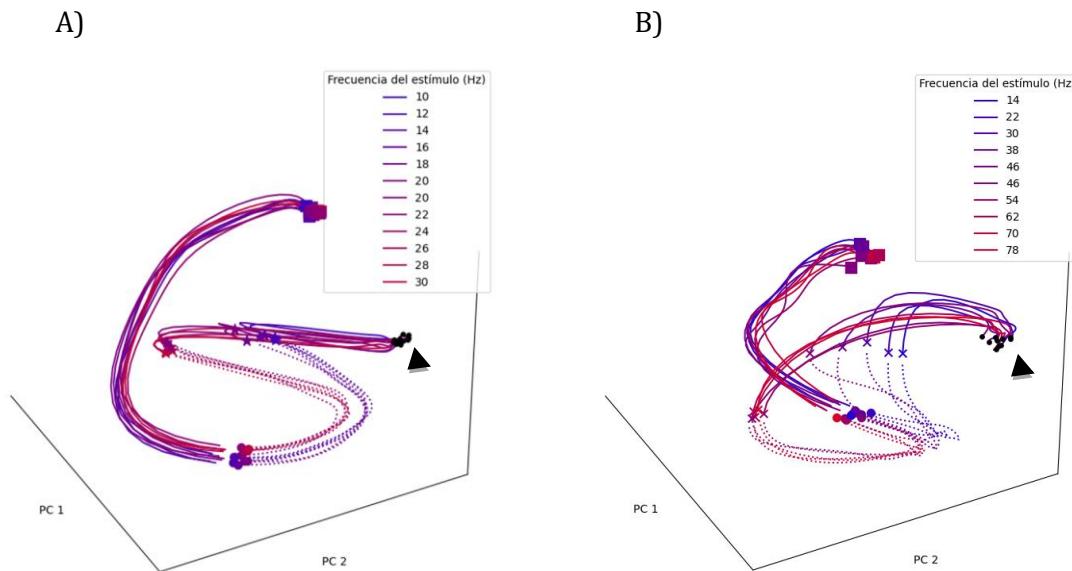 A)
Frecuencia del estímulo (Hz)
10
12
14
16
18
20
20
22
24
26
28
30
PC 1
PC 2
B)
Frecuencia del estímulo (Hz
14
22
30
38
46
46
54
62
70
78
PC 1
PC 2